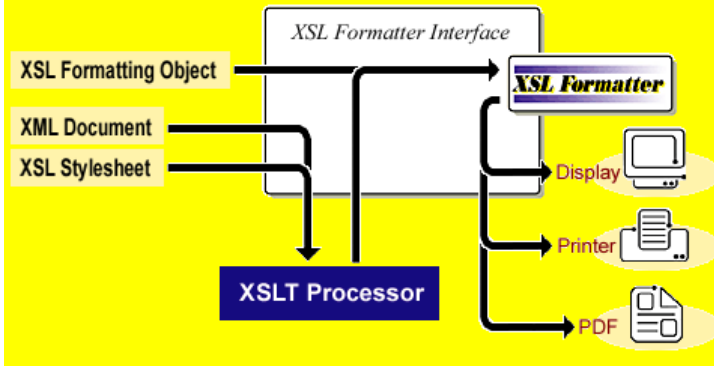 XSL Formatter Interface
XSL Formatting Object
XSL Formatter
XML Document
XSL Stylesheet
Display
Printer
XSLT Processor
PDF